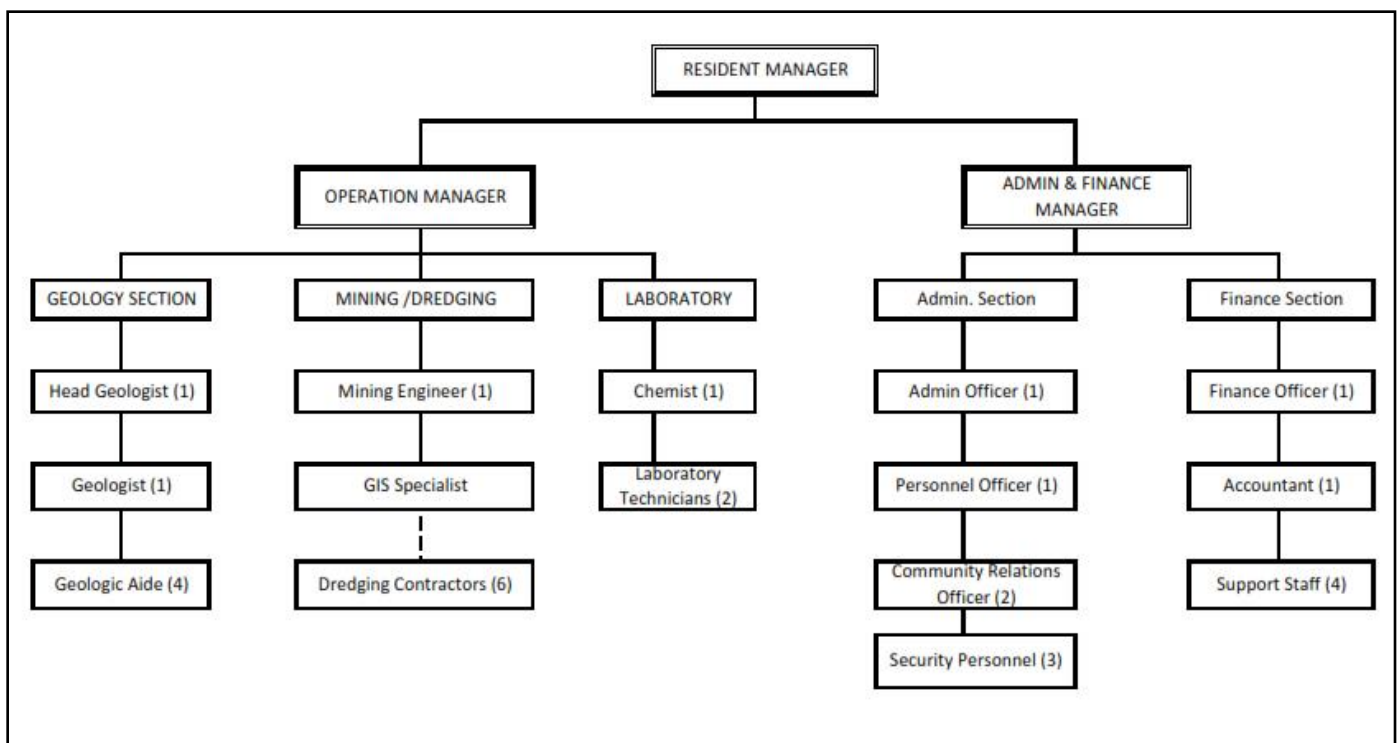 RESIDENT MANAGER
OPERATION MANAGER
ADMIN & FINANCE
MANAGER
GEOLOGY SECTION
MINING /DREDGING
LABORATORY
Admin. Section
Finance Section
Head Geologist (1)
Mining Engineer (1)
Chemist (1)
Admin Officer (1)
Finance Officer (1)
Geologist (1)
GIS Specialist
Laboratory
Technicians (2)
Personnel Officer (1)
Accountant (1)
Geologic Aide (4)
Dredging Contractors (6)
Community Relations
Officer (2)
Support Staff (4)
Security Personnel (3)